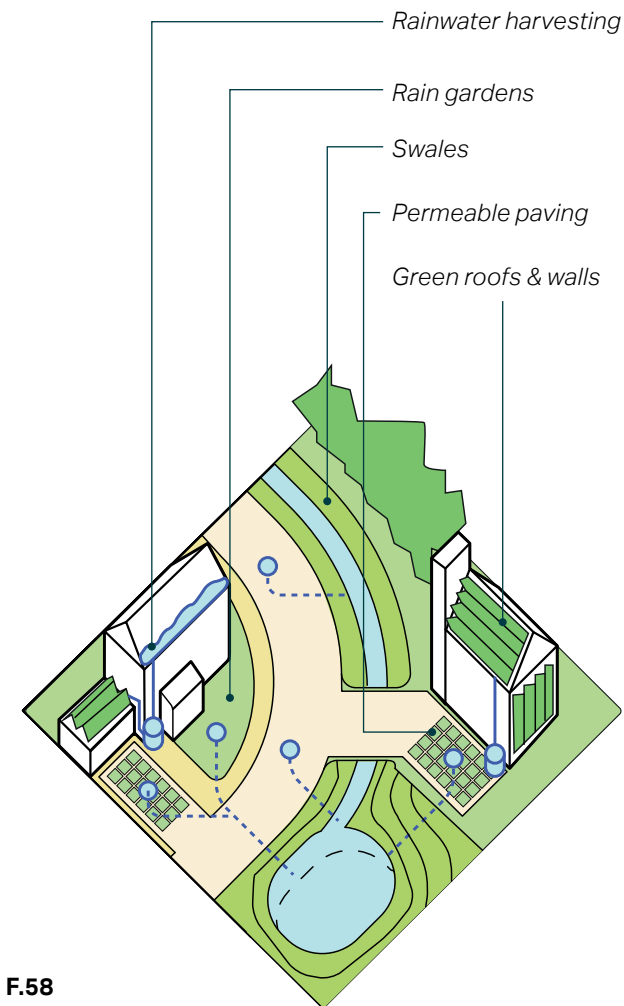 Rainwater harvesting
Rain gardens
Swales
Permeable paving
Green roofs & walls
F.58